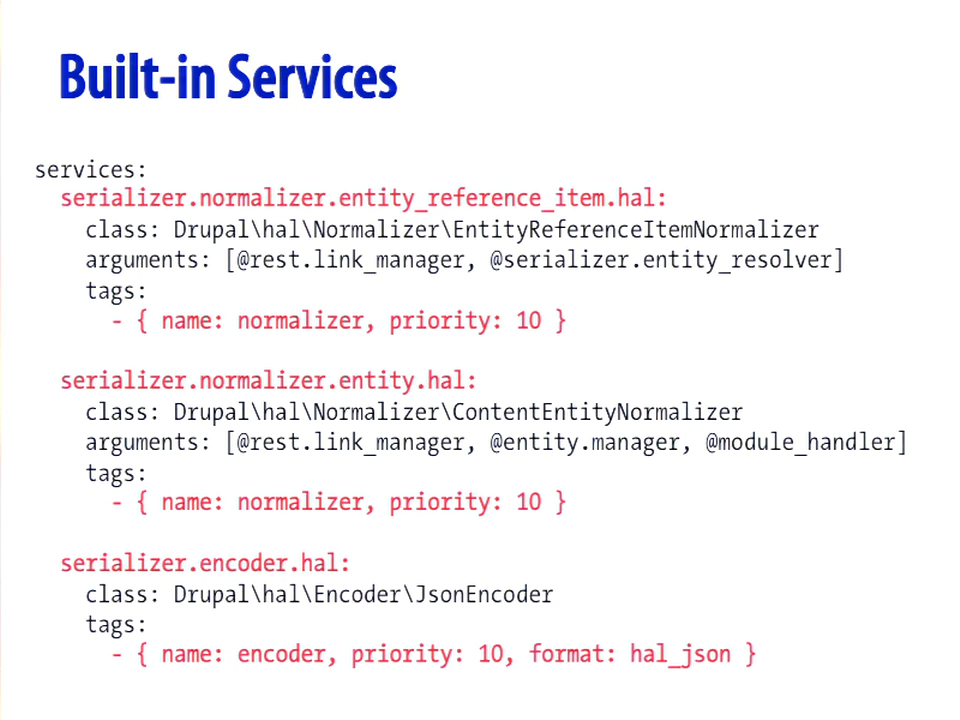 Built-in Services
services:
serializer.normalizer.entity_reference_item.hal:
class: Drupal\hal\Normalizer\EntityReferenceItemNormalizer
arguments: [@rest.link_manager, @serializer.entity_resolver]
tags:
- { name: normalizer, priority: 10 }
serializer.normalizer.entity.hal:
class: Drupal\hal\Normalizer\ContentEntityNormalizer
arguments: [@rest.link_manager, @entity.manager, @module_handler]
tags:
- { name: normalizer, priority: 10 }
serializer.encoder.hal:
class: Drupal\hal\Encoder\JsonEncoder
tags:
- { name: encoder, priority: 10, format: hal_json }